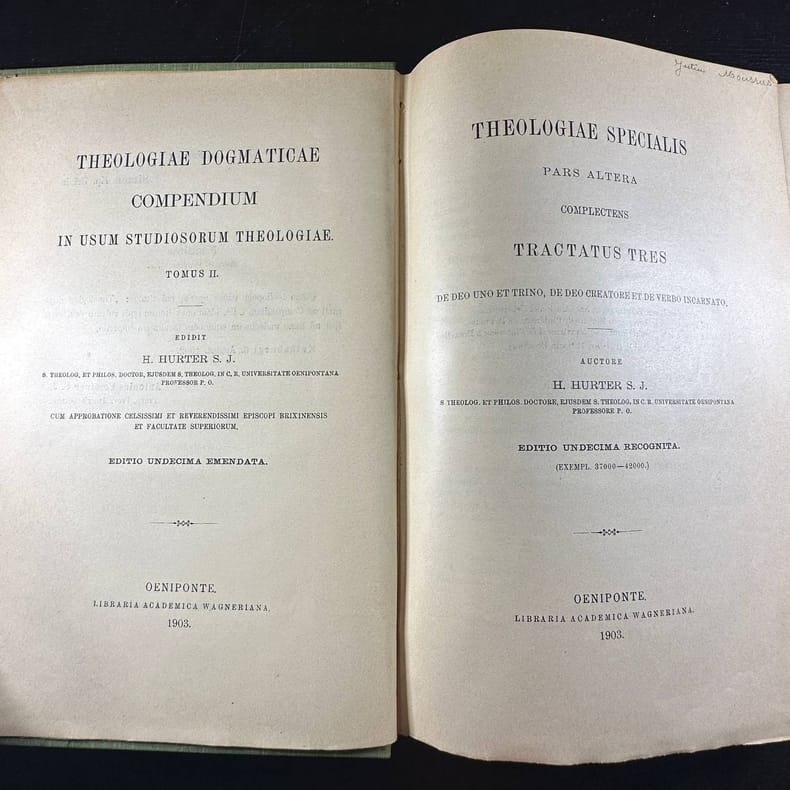 THEOLOGIAE DOGMATICAE
COMPENDIUM
IN USUM STUDIOSORUM THEOLOGIAE.
TOMUS II.
EDIDIT
H. HURTER S. J.
S. THEOLOG. ET PHILOS. DOCTOR, EJUSDEM S. THEOLOG. IN C. R. UNIVERSITATE OENIPONTANA
PROFESSOR P. O.
CUM APPROBATIONE CELSISSIMI ET REVERENDISSIMI EPISCOPI BRIXINENSIS
ET FACULTATE SUPERIORUM.
EDITIO UNDECIMA EMENDATA.
OENIPONTE.
LIBRARIA ACADEMICA WAGNERIANA.
1903.
THEOLOGIAE SPECIALIS
PARS ALTERA
COMPLECTENS
TRACTATUS TRES
DE DEO UNO ET TRINO, DE DEO CREATORE ET DE VERBO INCARNATO.
AUCTORE
H. HURTER S. J.
S THEOLOG. ET PHILOS. DOCTORE, EJUSDEM S. THEOLOG. IN C. R. UNIVERSITATE OENIPONTANA
PROFESSORE P. O.
EDITIO UNDECIMA RECOGNITA.
(EXEMPL. 37000—42000.)
OENIPONTE.
LIBRARIA ACADEMICA WAGNERIANA.
1903.